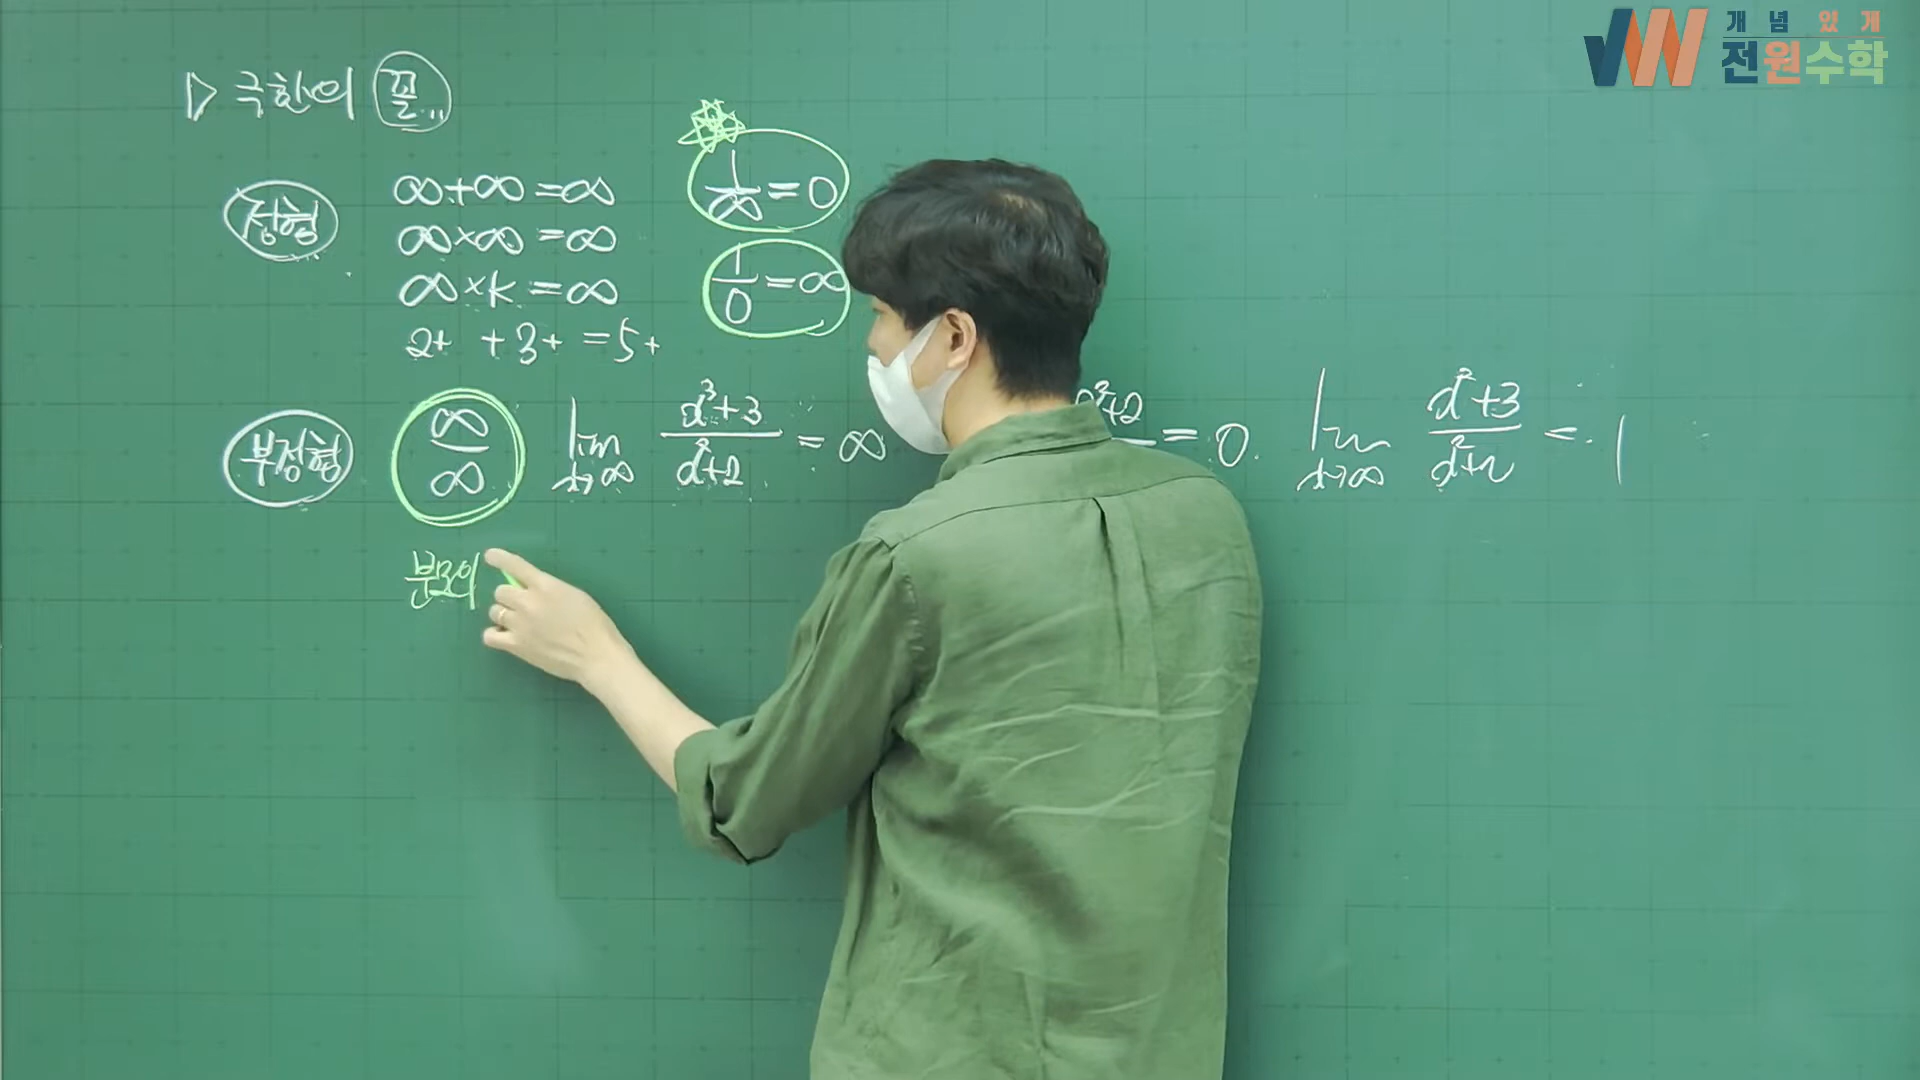 ▷ 극한의 꼴..
정형
∞+∞=∞
∞×∞=∞
∞×k=∞
2+ +3+ =5+
1/∞=0
1/0=∞
부정형
∞/∞
lim x→∞ x³+3/x²+2 = ∞
x²+2 = 0.
lim x→∞ x²+3/x²+2 = 1
분모의
개념있게
전원수학